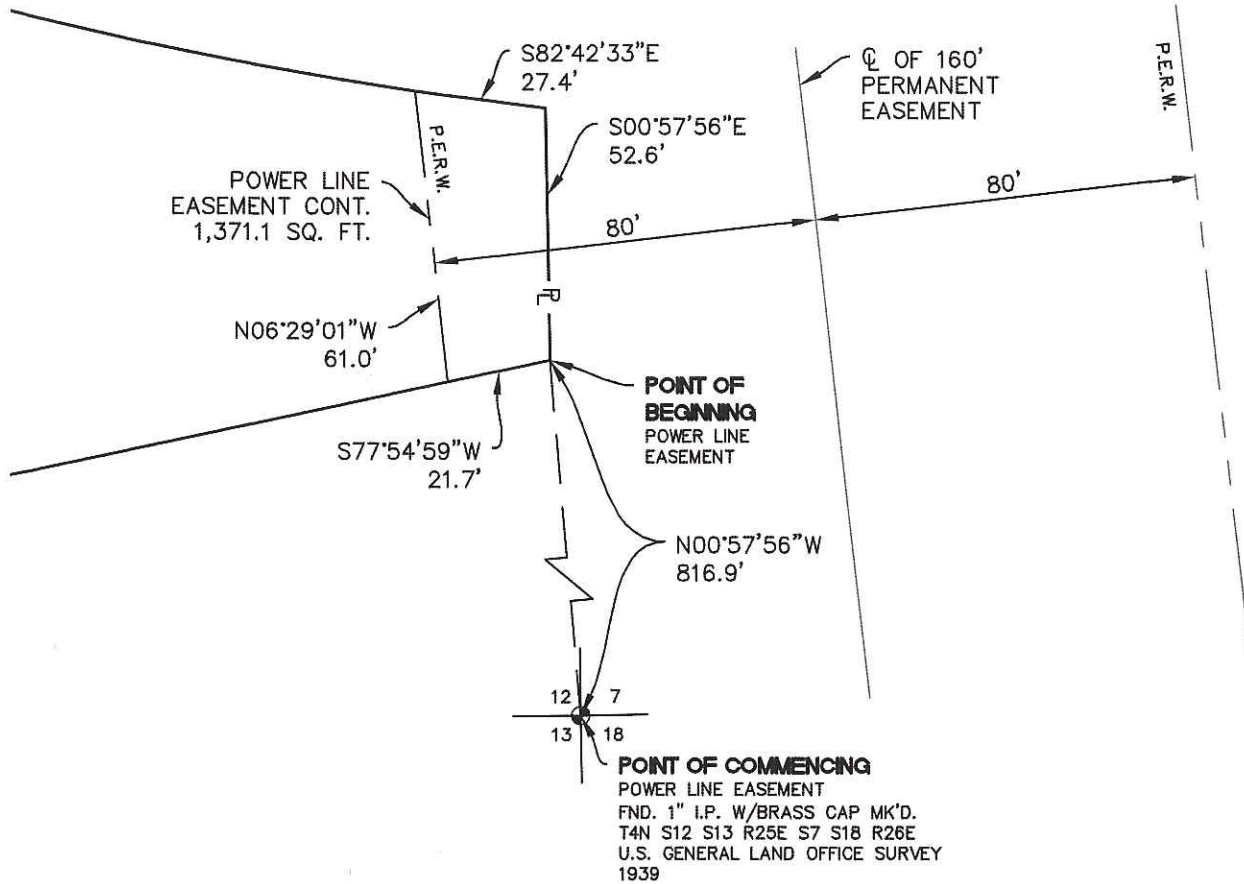 S82°42'33"E
27.4'
℄ OF 160'
PERMANENT
EASEMENT
P.E.R.W.
S00°57'56"E
52.6'
P.E.R.W.
POWER LINE
EASEMENT CONT.
1,371.1 SQ. FT.
80'
80'
PL
N06°29'01"W
61.0'
POINT OF
BEGINNING
POWER LINE
EASEMENT
S77°54'59"W
21.7'
N00°57'56"W
816.9'
12 7
13 18
POINT OF COMMENCING
POWER LINE EASEMENT
FND. 1" I.P. W/BRASS CAP MK'D.
T4N S12 S13 R25E S7 S18 R26E
U.S. GENERAL LAND OFFICE SURVEY
1939